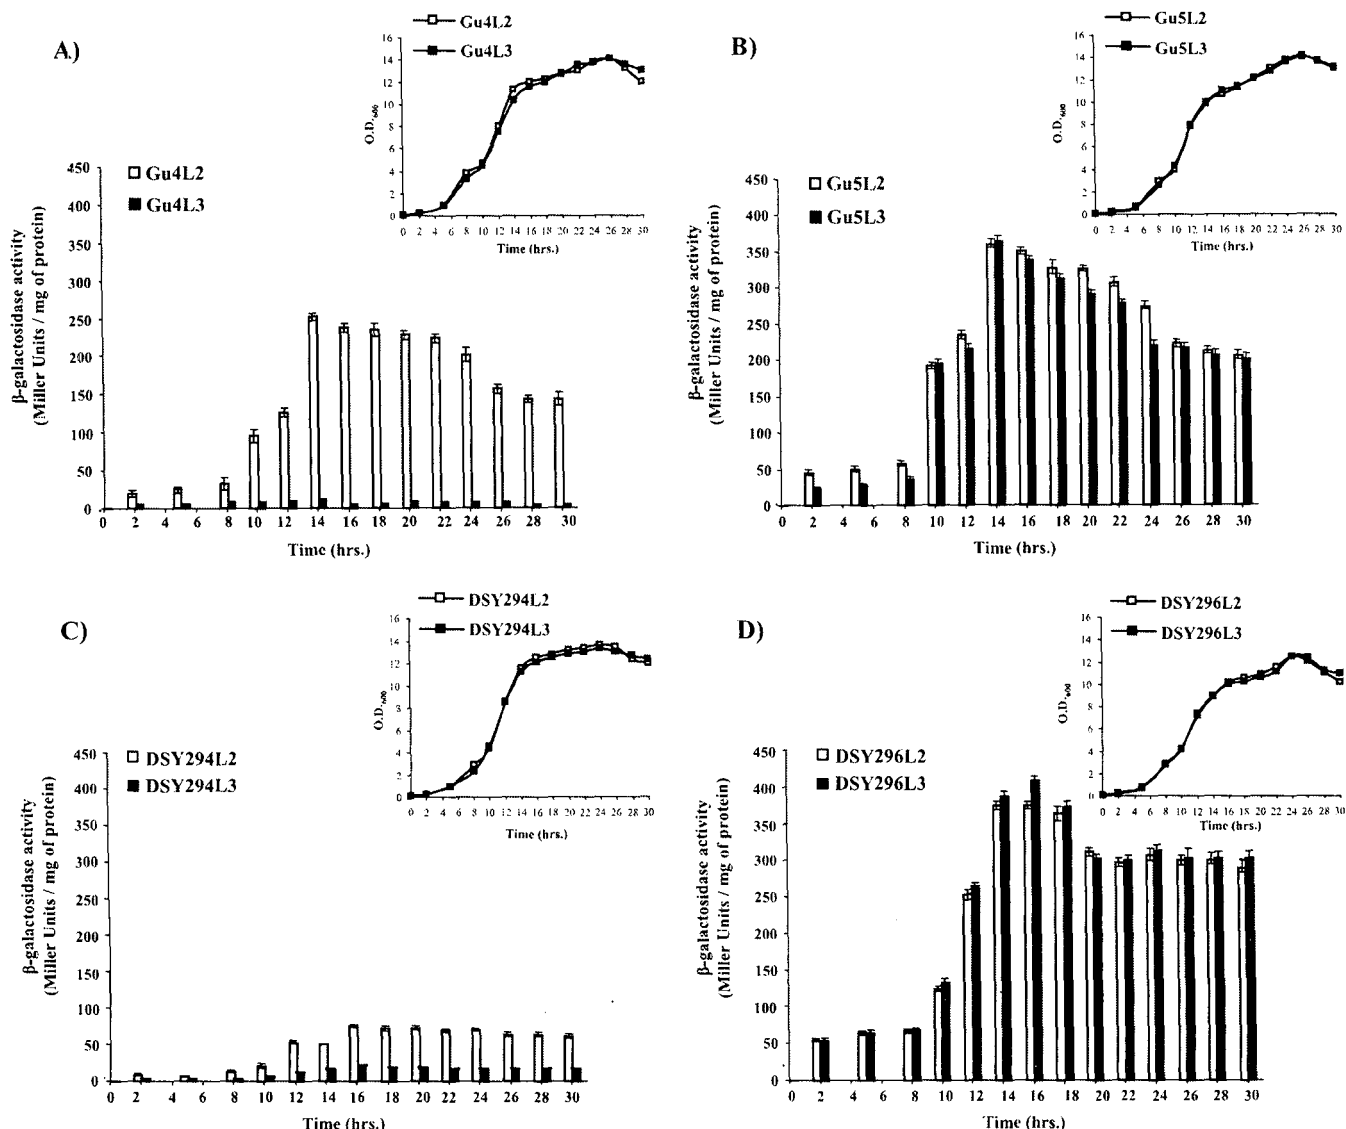 A)
Gu4L2
Gu4L3
16
14
12
10
8
6
4
2
0
O.D.600
0 2 4 6 8 10 12 14 16 18 20 22 24 26 28 30
Time (hrs.)
450
400
350
300
250
200
150
100
50
0
β-galactosidase activity
(Miller Units / mg of protein)
Gu4L2
Gu4L3
0 2 4 6 8 10 12 14 16 18 20 22 24 26 28 30
Time (hrs.)
B)
Gu5L2
Gu5L3
16
14
12
10
8
6
4
2
0
O.D.600
0 2 4 6 8 10 12 14 16 18 20 22 24 26 28 30
Time (hrs.)
450
400
350
300
250
200
150
100
50
0
β-galactosidase activity
(Miller Units / mg of protein)
Gu5L2
Gu5L3
0 2 4 6 8 10 12 14 16 18 20 22 24 26 28 30
Time (hrs.)
C)
DSY294L2
DSY294L3
16
14
12
10
8
6
4
2
0
O.D.600
0 2 4 6 8 10 12 14 16 18 20 22 24 26 28 30
Time (hrs.)
450
400
350
300
250
200
150
100
50
0
β-galactosidase activity
(Miller Units / mg of protein)
DSY294L2
DSY294L3
0 2 4 6 8 10 12 14 16 18 20 22 24 26 28 30
Time (hrs.)
D)
DSY296L2
DSY296L3
16
14
12
10
8
6
4
2
0
O.D.600
0 2 4 6 8 10 12 14 16 18 20 22 24 26 28 30
Time (hrs.)
450
400
350
300
250
200
150
100
50
0
β-galactosidase activity
(Miller Units / mg of protein)
DSY296L2
DSY296L3
0 2 4 6 8 10 12 14 16 18 20 22 24 26 28 30
Time (hrs.)